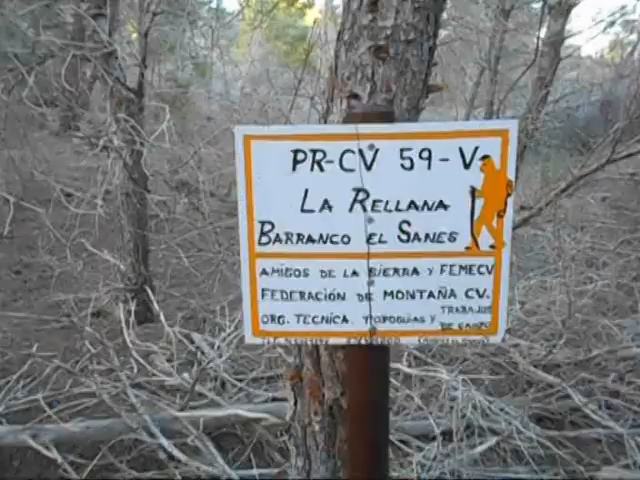 PR-CV 59-V
LA RELLANA
BARRANCO EL SANES
AMIGOS DE LA SIERRA Y FEMECV
FEDERACIÓN DE MONTAÑA CV.
ORG. TECNICA, TOPOGUIAS Y TRABAJOS
DE CAMPO